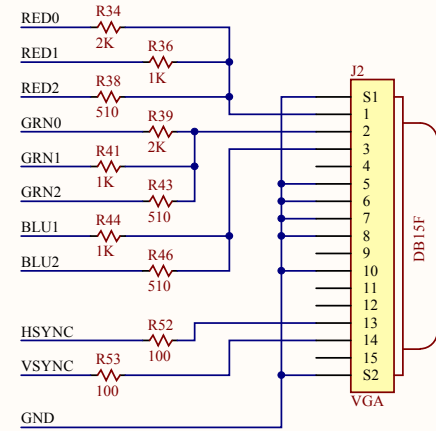 RED0 R34
2K
RED1 R36
1K
J2
RED2 R38
510
S1
1
GRN0 R39
2K
2
3
GRN1 R41
1K
4
GRN2 R43
510
5
6
7
BLU1 R44
1K
8
9
BLU2 R46
510
10
11
12
HSYNC R52
100
13
14
VSYNC R53
100
15
S2
DB15F
VGA
GND